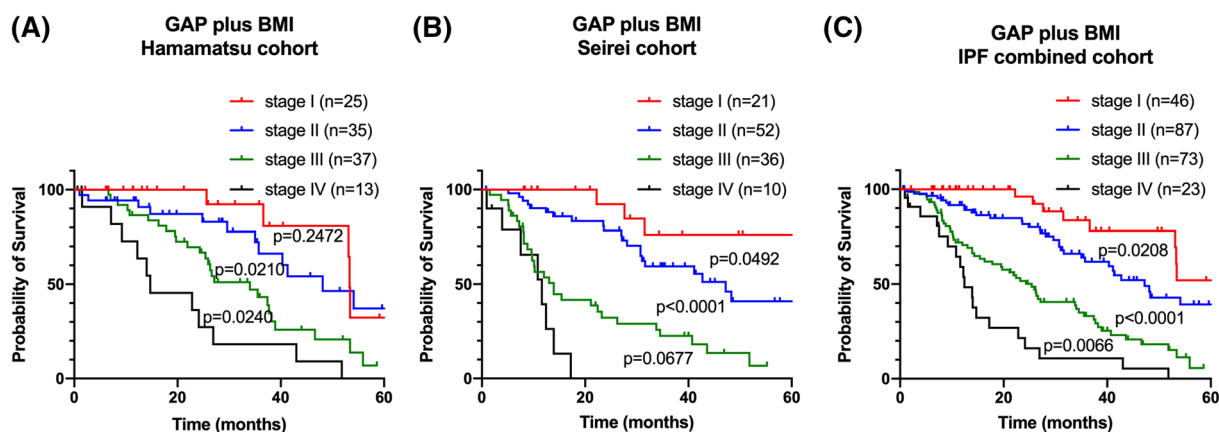 (A)
GAP plus BMI
Hamamatsu cohort
stage I (n=25)
stage II (n=35)
stage III (n=37)
stage IV (n=13)
Probability of Survival
100
50
0
p=0.2472
p=0.0210
p=0.0240
0 20 40 60
Time (months)
(B)
GAP plus BMI
Seirei cohort
stage I (n=21)
stage II (n=52)
stage III (n=36)
stage IV (n=10)
Probability of Survival
100
50
0
p=0.0492
p<0.0001
p=0.0677
0 20 40 60
Time (months)
(C)
GAP plus BMI
IPF combined cohort
stage I (n=46)
stage II (n=87)
stage III (n=73)
stage IV (n=23)
Probability of Survival
100
50
0
p=0.0208
p<0.0001
p=0.0066
0 20 40 60
Time (months)